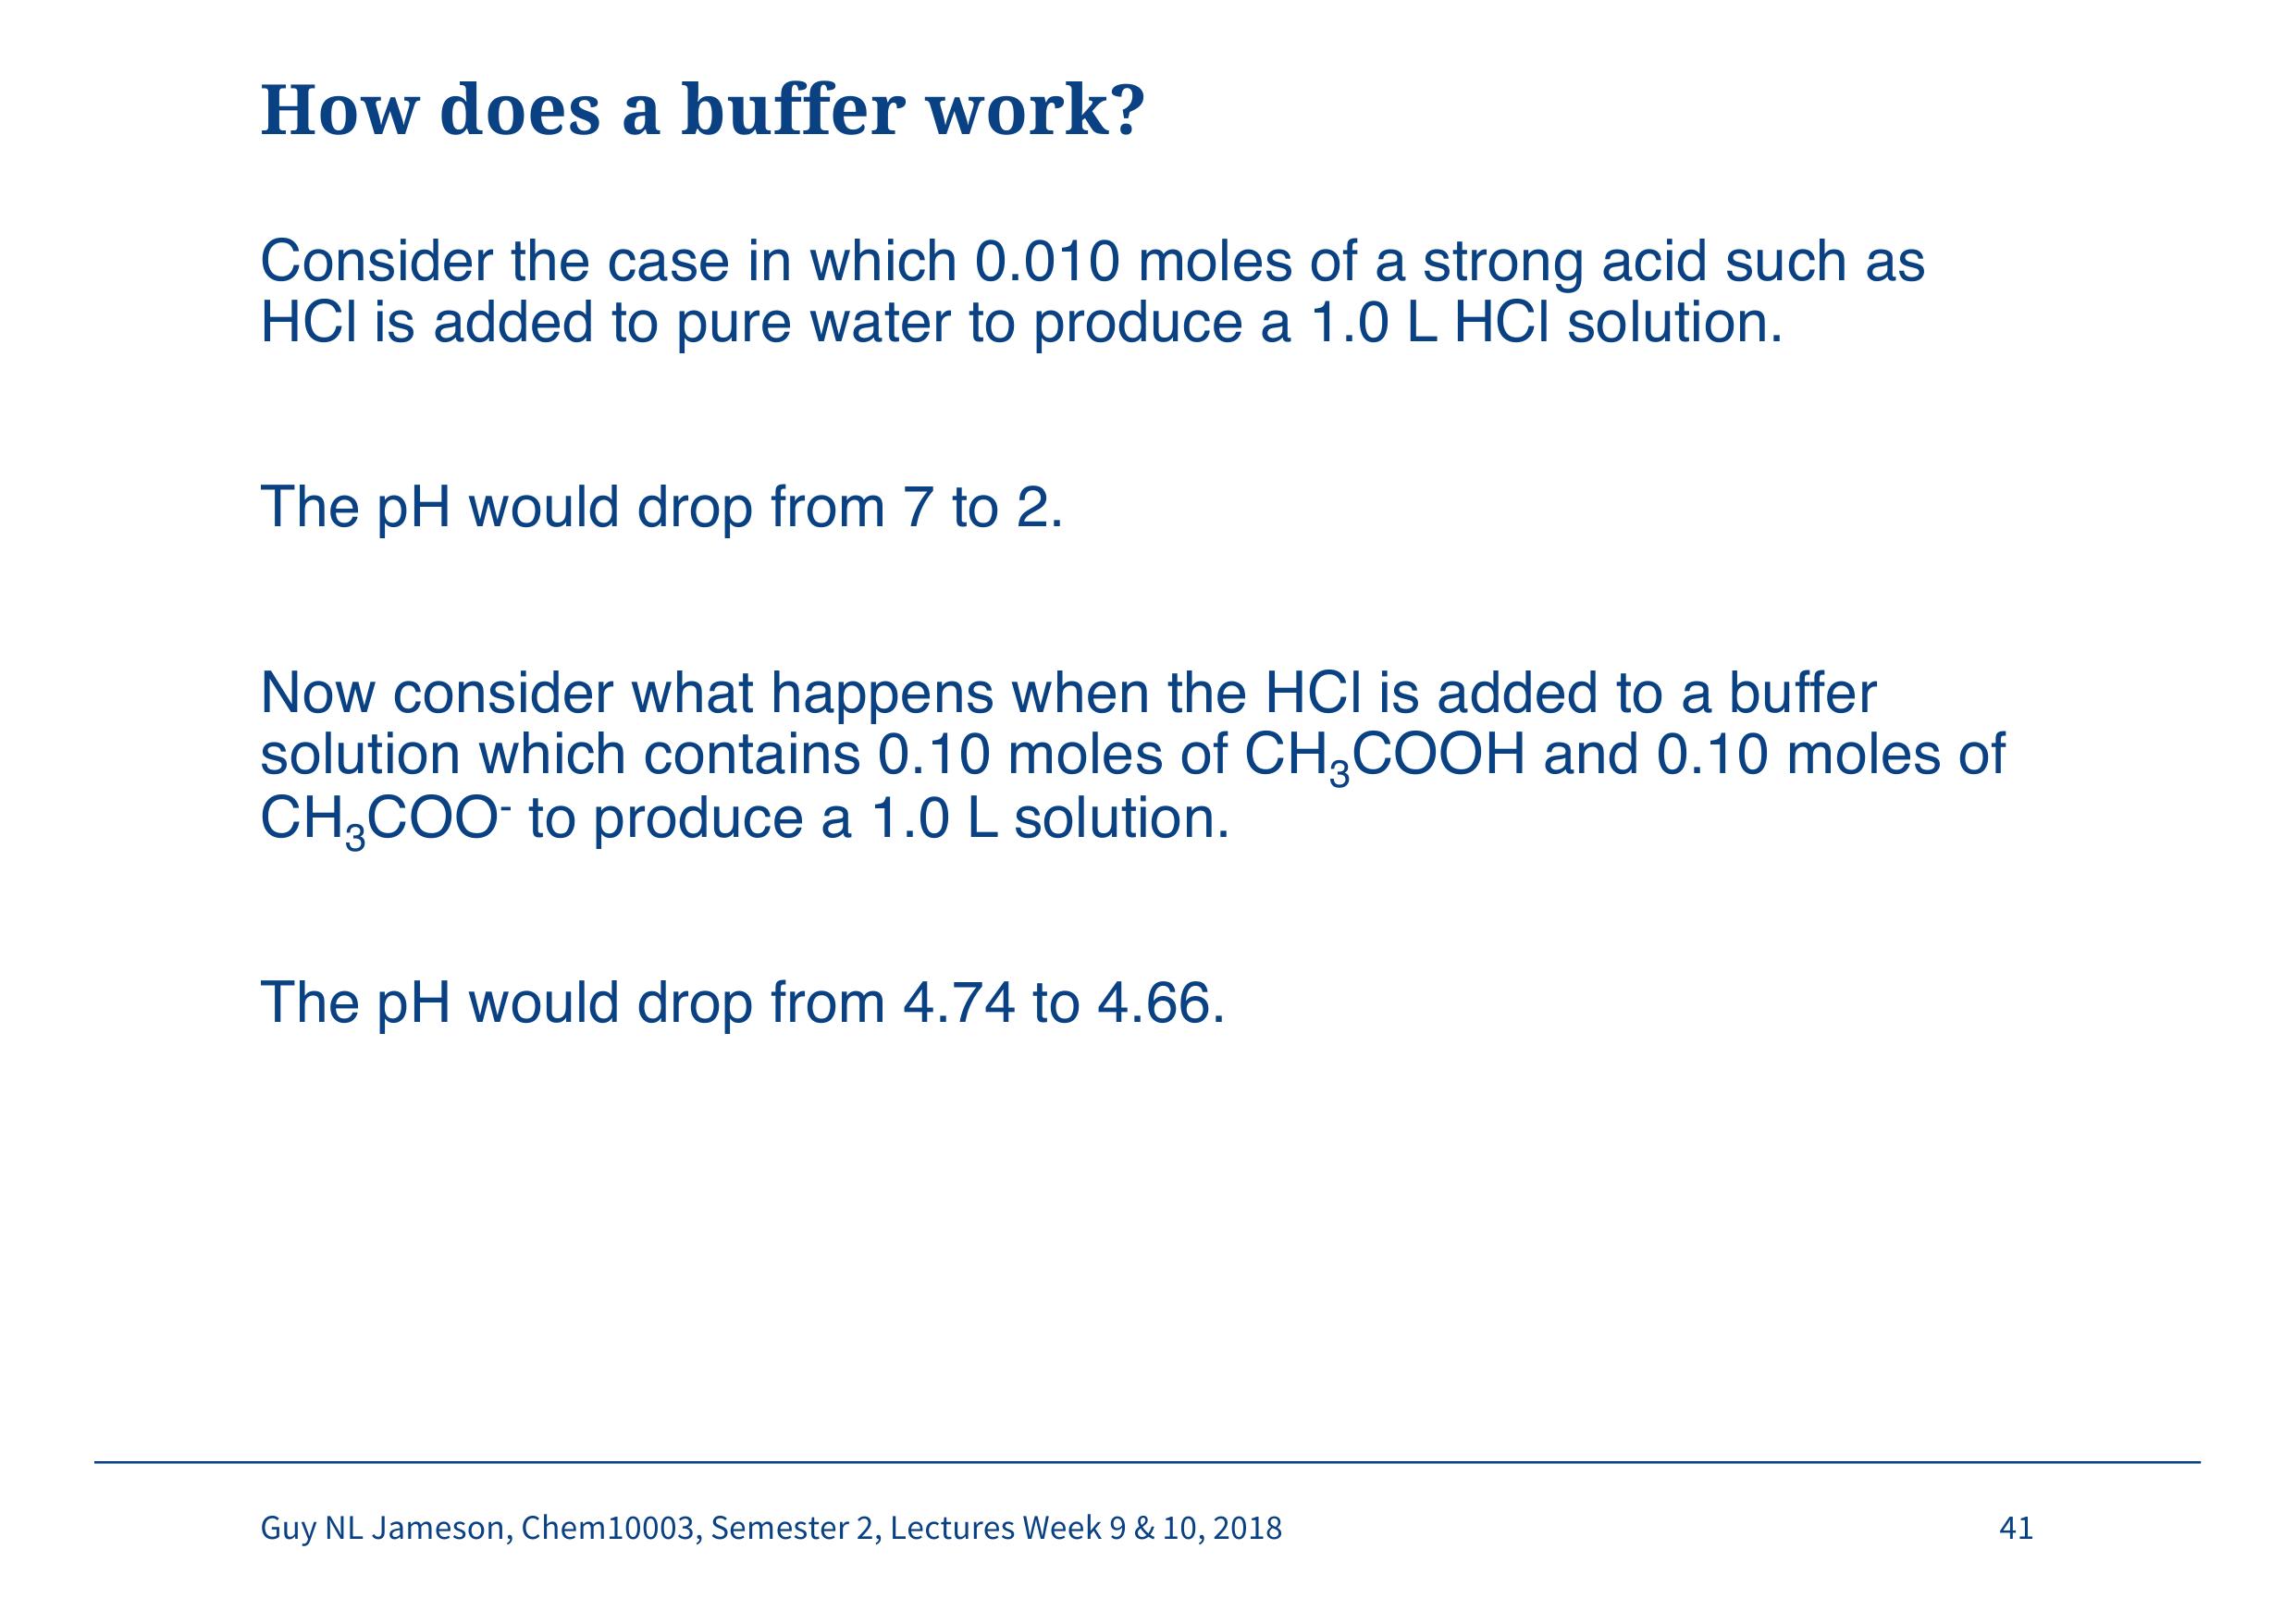 How does a buffer work?
Consider the case in which 0.010 moles of a strong acid such as
HCl is added to pure water to produce a 1.0 L HCl solution.
The pH would drop from 7 to 2.
Now consider what happens when the HCl is added to a buffer
solution which contains 0.10 moles of CH₃COOH and 0.10 moles of
CH₃COO⁻ to produce a 1.0 L solution.
The pH would drop from 4.74 to 4.66.
Guy NL Jameson, Chem10003, Semester 2, Lectures Week 9 & 10, 2018 41